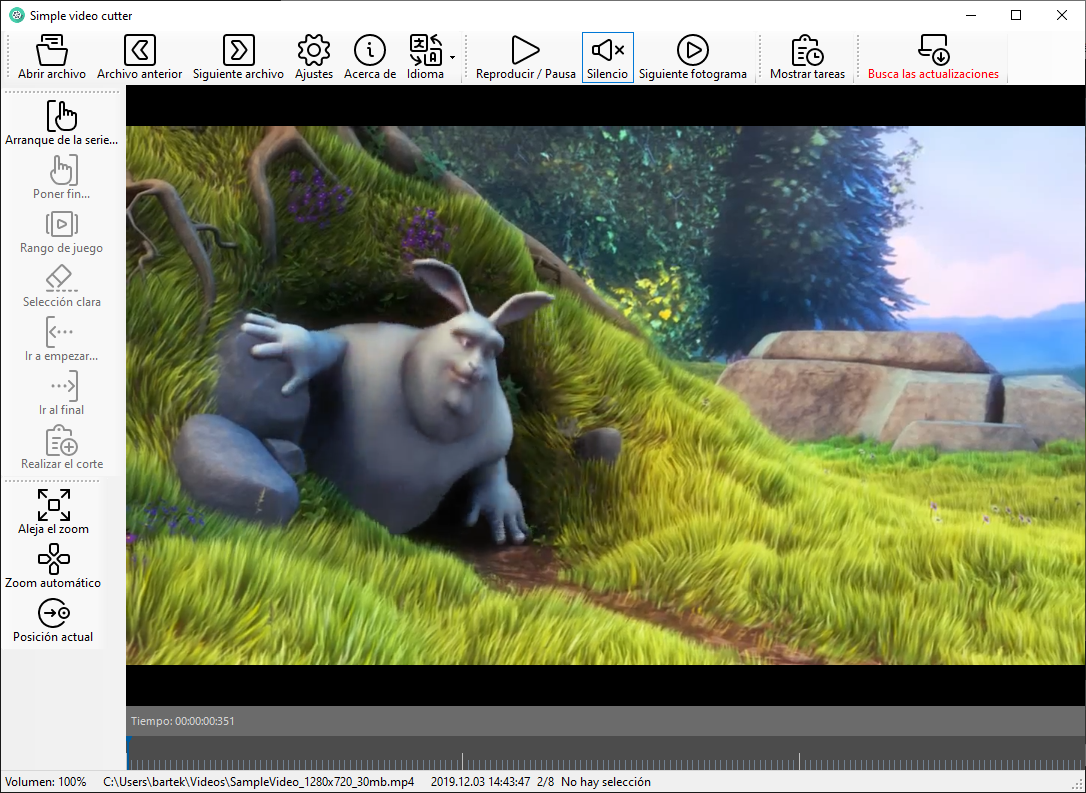 Simple video cutter
Abrir archivo Archivo anterior Siguiente archivo Ajustes Acerca de Idioma Reproducir / Pausa Silencio Siguiente fotograma Mostrar tareas Busca las actualizaciones
Arranque de la serie...
Poner fin...
Rango de juego
Selección clara
Ir a empezar...
Ir al final
Realizar el corte
Aleja el zoom
Zoom automático
Posición actual
Tiempo: 00:00:00:351
Volumen: 100% C:\Users\bartek\Videos\SampleVideo_1280x720_30mb.mp4 2019.12.03 14:43:47 2/8 No hay selección